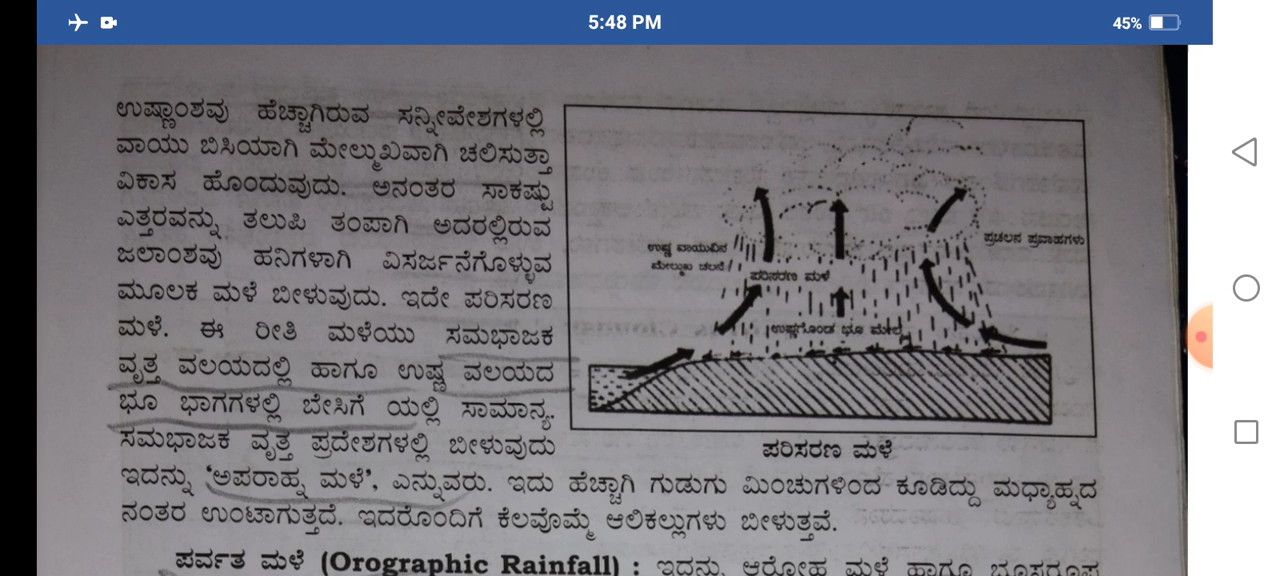 5:48 PM
45%
ಉಷ್ಣಾಂಶವು ಹೆಚ್ಚಾಗಿರುವ ಸನ್ನೀವೇಶಗಳಲ್ಲಿ
ವಾಯು ಬಿಸಿಯಾಗಿ ಮೇಲ್ಮುಖವಾಗಿ ಚಲಿಸುತ್ತಾ
ವಿಕಾಸ ಹೊಂದುವುದು. ಅನಂತರ ಸಾಕಷ್ಟು
ಎತ್ತರವನ್ನು ತಲುಪಿ ತಂಪಾಗಿ ಅದರಲ್ಲಿರುವ
ಜಲಾಂಶವು ಹನಿಗಳಾಗಿ ವಿಸರ್ಜನೆಗೊಳ್ಳುವ
ಮೂಲಕ ಮಳೆ ಬೀಳುವುದು. ಇದೇ ಪರಿಸರಣ
ಮಳೆ. ಈ ರೀತಿ ಮಳೆಯು ಸಮಭಾಜಕ
ವೃತ್ತ ವಲಯದಲ್ಲಿ ಹಾಗೂ ಉಷ್ಣ ವಲಯದ
ಭೂ ಭಾಗಗಳಲ್ಲಿ ಬೇಸಿಗೆ ಯಲ್ಲಿ ಸಾಮಾನ್ಯ.
ಸಮಭಾಜಕ ವೃತ್ತ ಪ್ರದೇಶಗಳಲ್ಲಿ ಬೀಳುವುದು
ಇದನ್ನು ‘ಅಪರಾಹ್ನ ಮಳೆ’, ಎನ್ನುವರು. ಇದು ಹೆಚ್ಚಾಗಿ ಗುಡುಗು ಮಿಂಚುಗಳಿಂದ ಕೂಡಿದ್ದು ಮಧ್ಯಾಹ್ನದ
ನಂತರ ಉಂಟಾಗುತ್ತದೆ. ಇದರೊಂದಿಗೆ ಕೆಲವೊಮ್ಮೆ ಆಲಿಕಲ್ಲುಗಳು ಬೀಳುತ್ತವೆ.
ಉಷ್ಣ ವಾಯುವಿನ
ಮೇಲ್ಮುಖ ಚಲನೆ
ಪ್ರಚಲನ ಪ್ರವಾಹಗಳು
ಪರಿಸರಣ ಮಳೆ
ಉಷ್ಣಗೊಂಡ ಭೂ ಮೇಲೈ
ಪರಿಸರಣ ಮಳೆ
ಪರ್ವತ ಮಳೆ (Orographic Rainfall) : ಇದನ್ನು ಆರೋಹ ಮಳೆ ಹಾಗೂ ಭೂಸ್ವರೂಪ